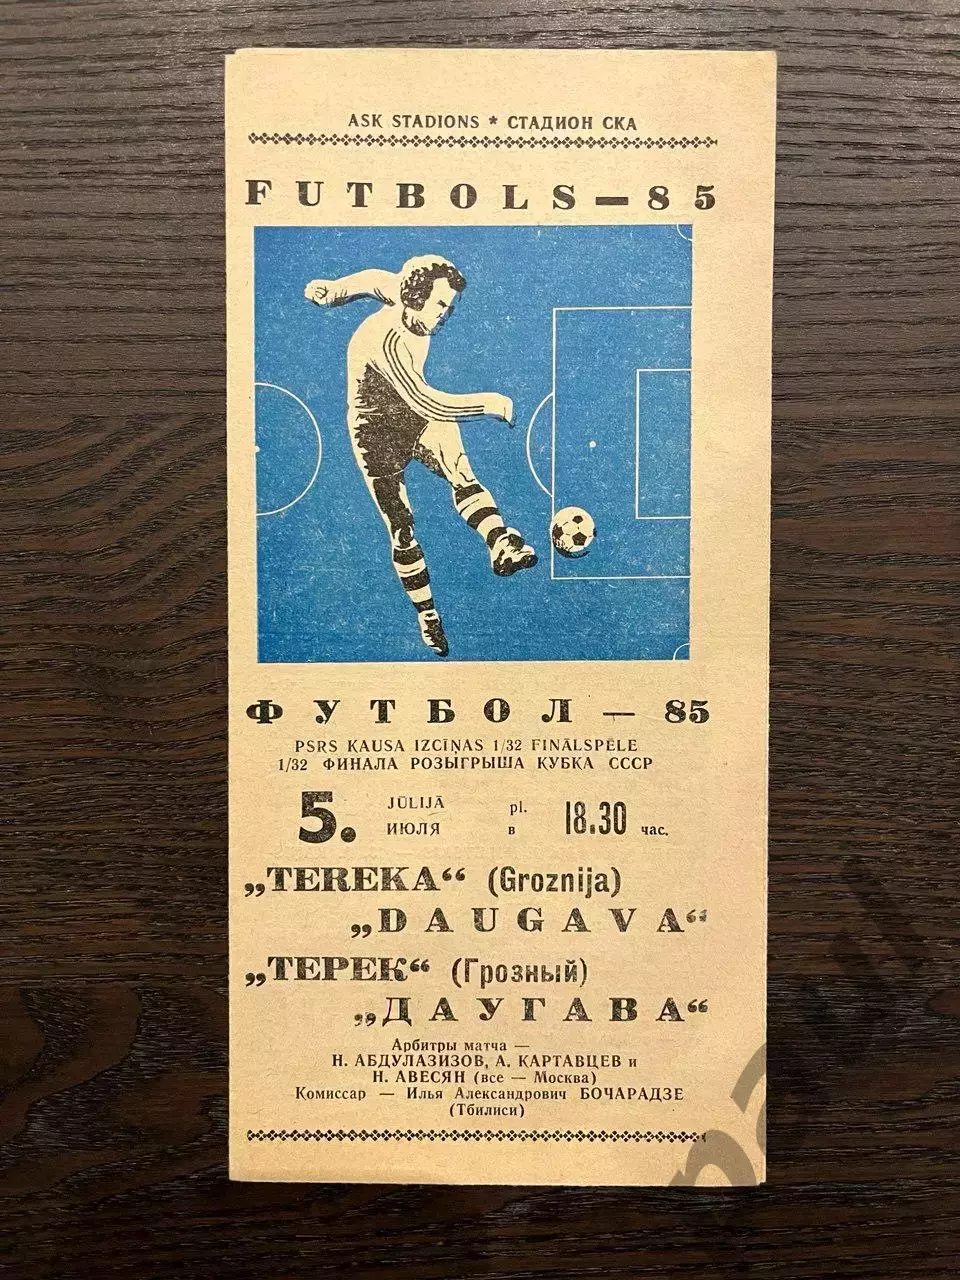 ASK STADIONS * СТАДИОН СКА
FUTBOLS — 85
ФУТБОЛ — 85
PSRS KAUSA IZCĪŅAS 1/32 FINĀLSPĒLE
1/32 ФИНАЛА РОЗЫГРЫША КУБКА СССР
5. JŪLIJĀ pl. 18.30
ИЮЛЯ в час.
„TEREKA“ (Groznija)
„DAUGAVA“
„ТЕРЕК“ (Грозный)
„ДАУГАВА“
Арбитры матча —
Н. АБДУЛАЗИЗОВ, А. КАРТАВЦЕВ и
Н. АВЕСЯН (все — Москва)
Комиссар — Илья Александрович БОЧАРАДЗЕ
(Тбилиси)